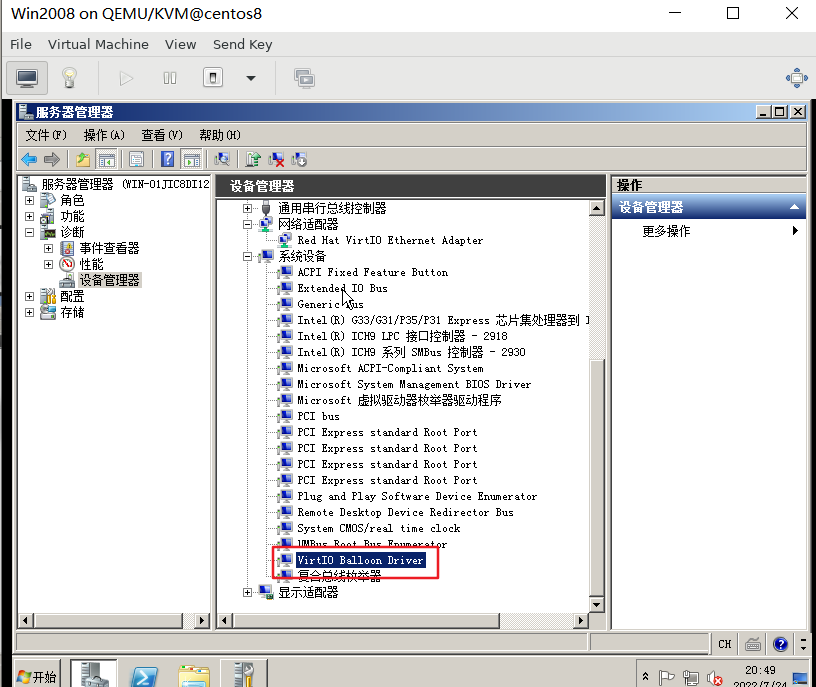 Win2008 on QEMU/KVM@centos8
File Virtual Machine View Send Key
服务器管理器
文件(F) 操作(A) 查看(V) 帮助(H)
服务器管理器 (WIN-01JIC8DI12
角色
功能
诊断
事件查看器
性能
设备管理器
配置
存储
设备管理器
通用串行总线控制器
网络适配器
Red Hat VirtIO Ethernet Adapter
系统设备
ACPI Fixed Feature Button
Extended IO Bus
Generic Bus
Intel(R) G33/G31/P35/P31 Express 芯片集处理器到 I
Intel(R) ICH9 LPC 接口控制器 - 2918
Intel(R) ICH9 系列 SMBus 控制器 - 2930
Microsoft ACPI-Compliant System
Microsoft System Management BIOS Driver
Microsoft 虚拟驱动器枚举器驱动程序
PCI bus
PCI Express standard Root Port
PCI Express standard Root Port
PCI Express standard Root Port
PCI Express standard Root Port
Plug and Play Software Device Enumerator
Remote Desktop Device Redirector Bus
System CMOS/real time clock
UMBus Root Bus Enumerator
VirtIO Balloon Driver
复合总线枚举器
显示适配器
操作
设备管理器
更多操作
CH
开始
20:49
2022/7/24